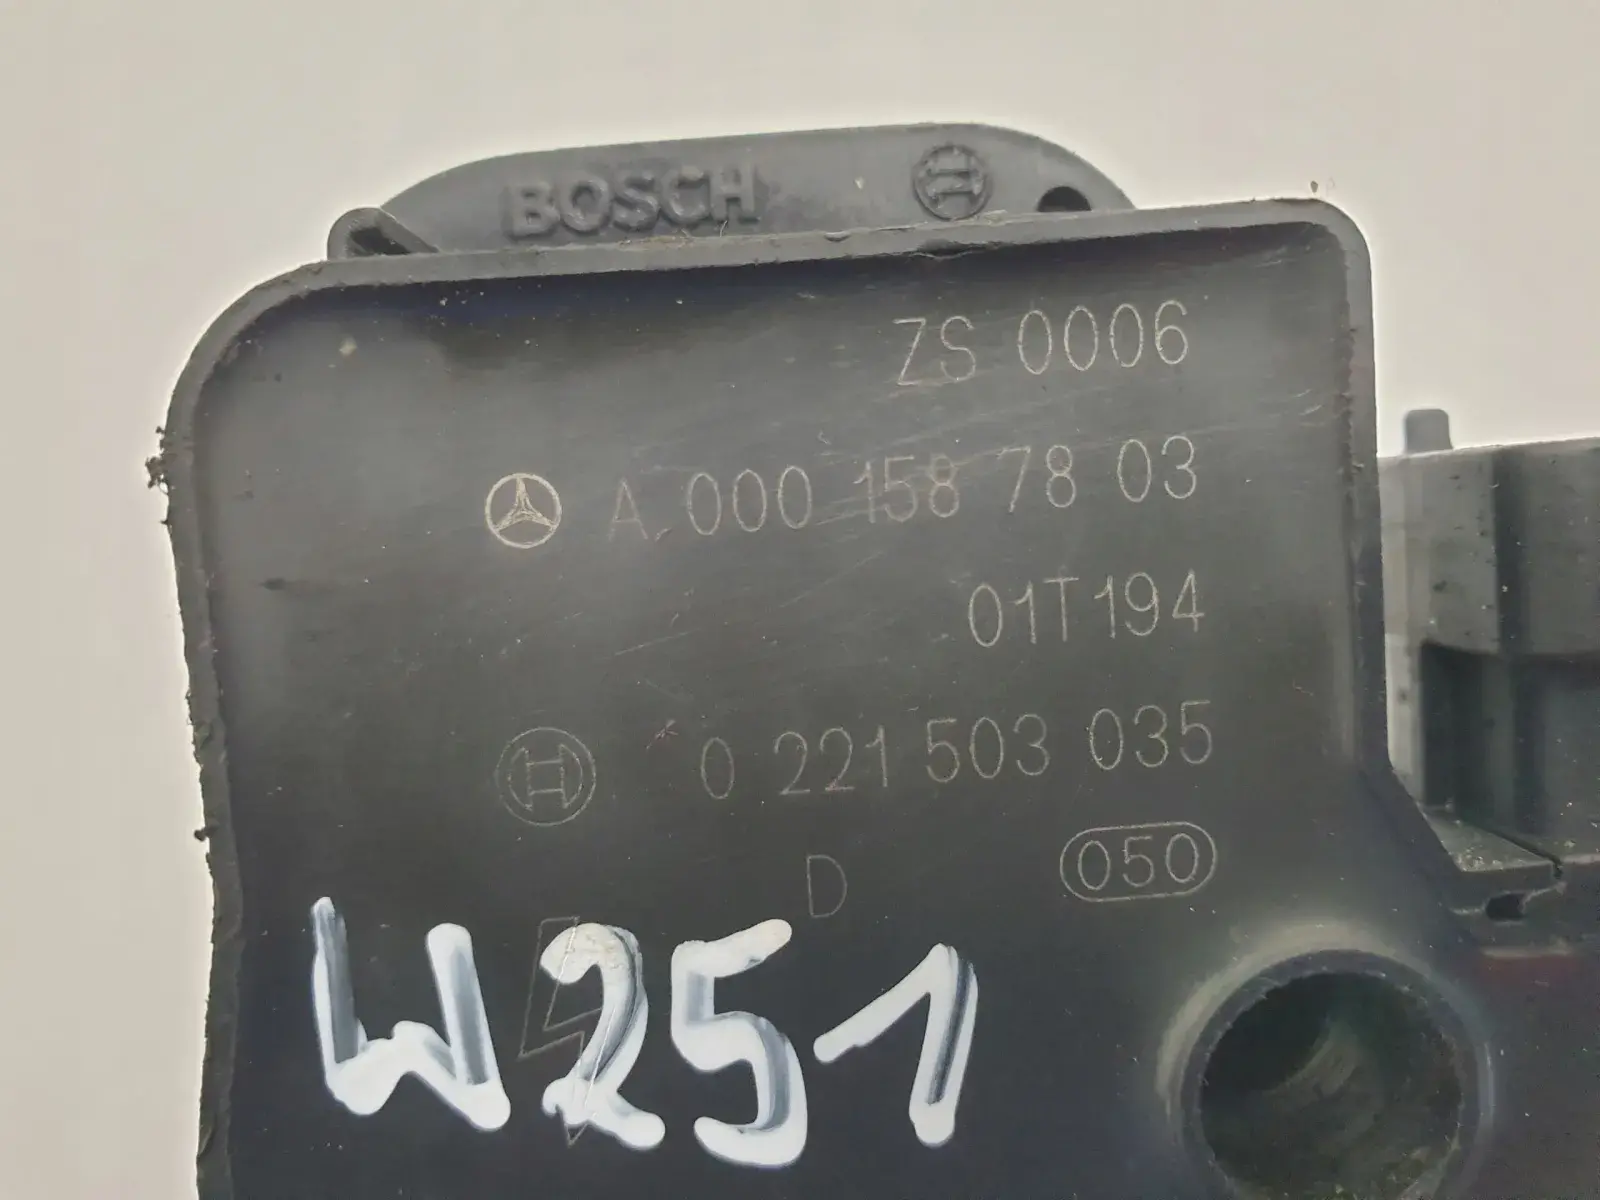 BOSCH
ZS 0006
A 000 158 78 03
01T194
0 221 503 035
D 050
W251